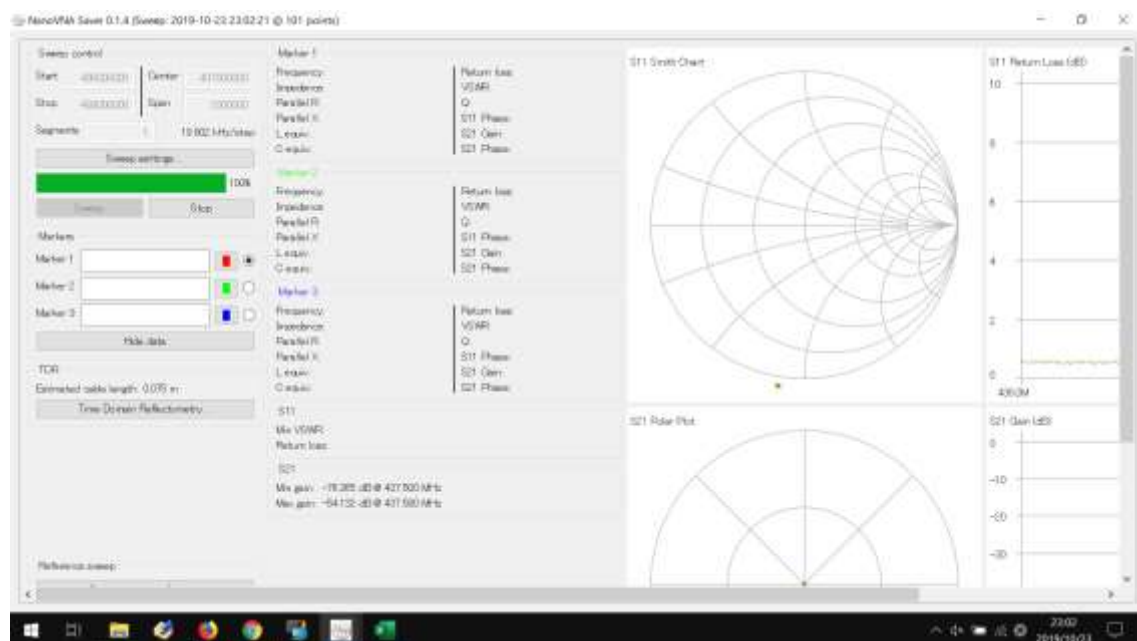 NanoVNA Saver 0.1.4 (Sweep: 2019-10-23 23:02:21 @ 101 points)
Sweep control
Start
Center
Stop
Span
Segments
Sweep settings ...
100%
Sweep
Stop
Markers
Marker 1
Marker 2
Marker 3
Hide data
TDR
Estimated cable length: 0.075 m
Time Domain Reflectometry ...
Reference sweep
Marker 1
Frequency:
Impedance:
Parallel R:
Parallel X:
L equiv.:
C equiv.:
Return loss:
VSWR:
Q:
S11 Phase:
S21 Gain:
S21 Phase:
Marker 2
Frequency:
Impedance:
Parallel R:
Parallel X:
L equiv.:
C equiv.:
Return loss:
VSWR:
Q:
S11 Phase:
S21 Gain:
S21 Phase:
Marker 3
Frequency:
Impedance:
Parallel R:
Parallel X:
L equiv.:
C equiv.:
Return loss:
VSWR:
Q:
S11 Phase:
S21 Gain:
S21 Phase:
S11
Min VSWR:
Return loss:
S21
Min gain:
Max gain:
S11 Smith Chart
S11 Return Loss (dB)
10
8
6
4
2
0
S21 Polar Plot
S21 Gain (dB)
0
-10
-20
-30
23:02
2019/10/23